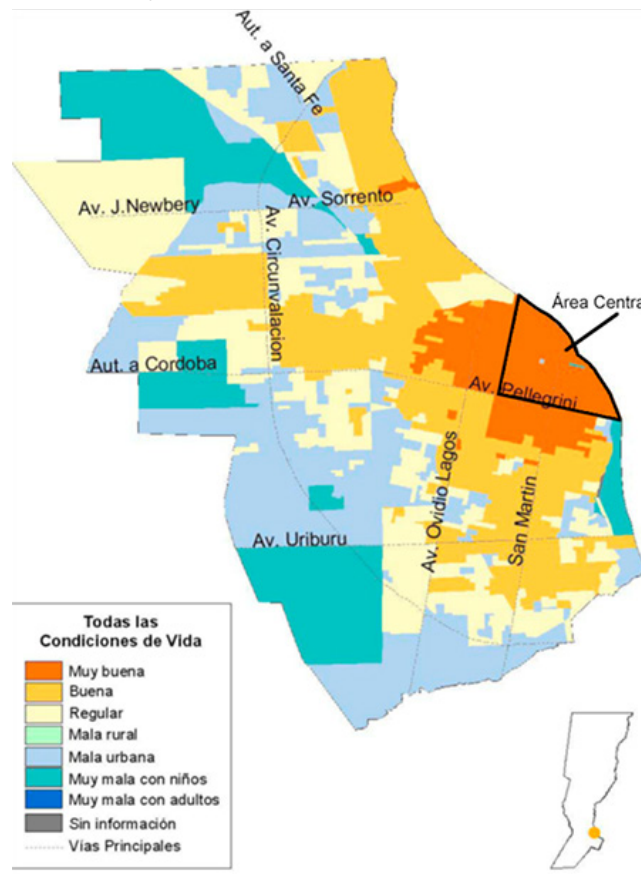 Aut. a Santa Fe
Av. J.Newbery
Av. Sorrento
Av. Circunvalacion
Área Centra
Aut. a Cordoba
Av. Pellegrini
Av. Ovidio Lagos
San Martin
Av. Uriburu
Todas las
Condiciones de Vida
Muy buena
Buena
Regular
Mala rural
Mala urbana
Muy mala con niños
Muy mala con adultos
Sin información
Vías Principales